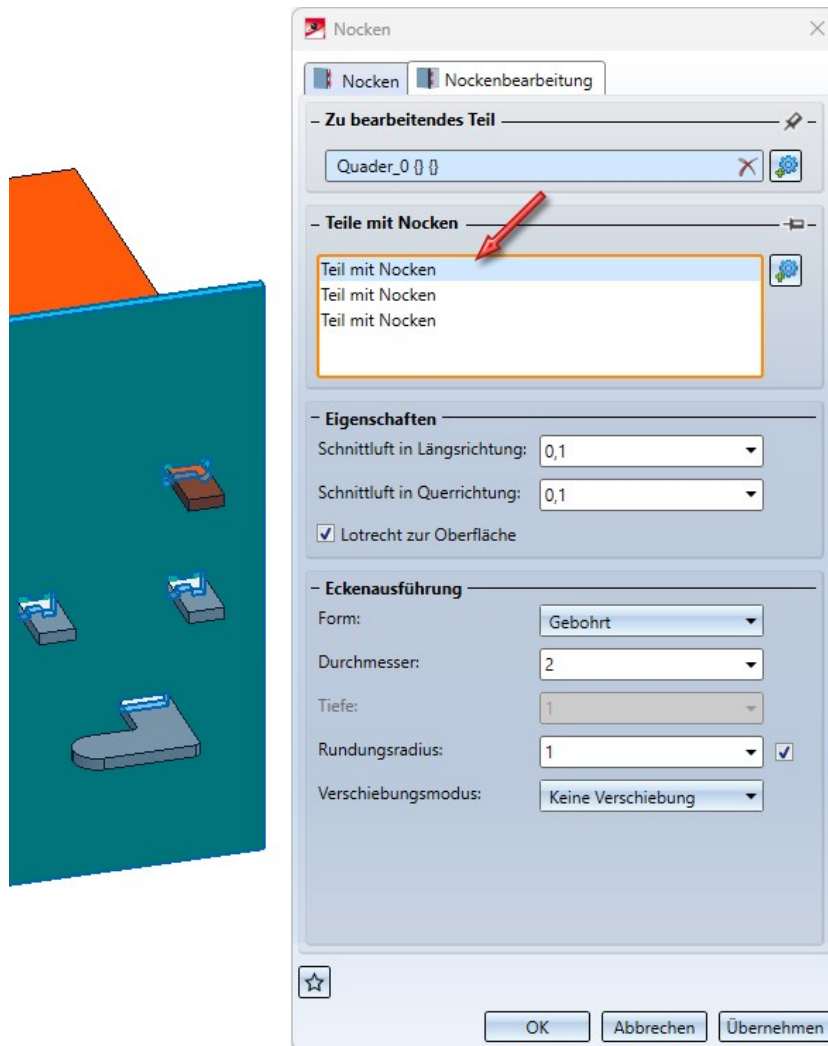 Nocken
Nocken Nockenbearbeitung
Zu bearbeitendes Teil
Quader_0 {} {}
Teile mit Nocken
Teil mit Nocken
Teil mit Nocken
Teil mit Nocken
Eigenschaften
Schnittluft in Längsrichtung: 0,1
Schnittluft in Querrichtung: 0,1
Lotrecht zur Oberfläche
Eckenausführung
Form: Gebohrt
Durchmesser: 2
Tiefe: 1
Rundungsradius: 1
Verschiebungsmodus: Keine Verschiebung
OK Abbrechen Übernehmen